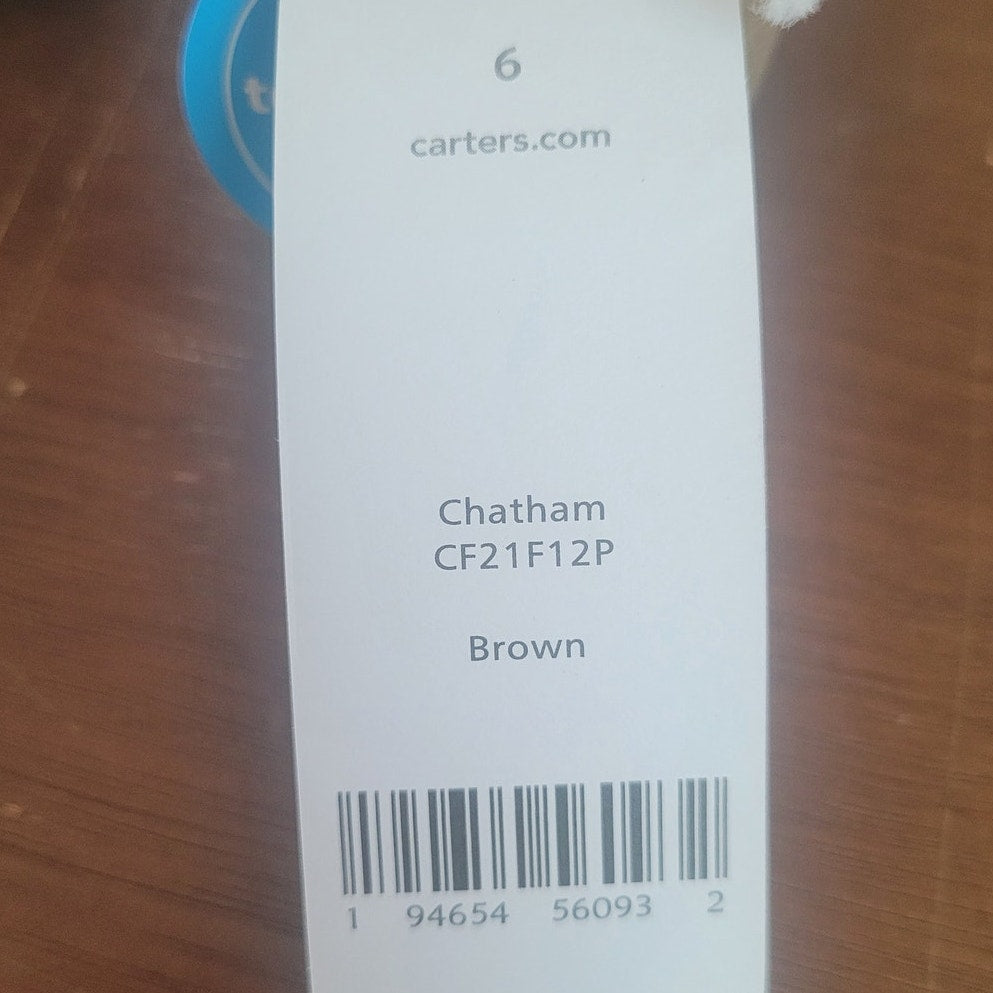 6
carters.com
Chatham
CF21F12P
Brown
1 94654 56093 2